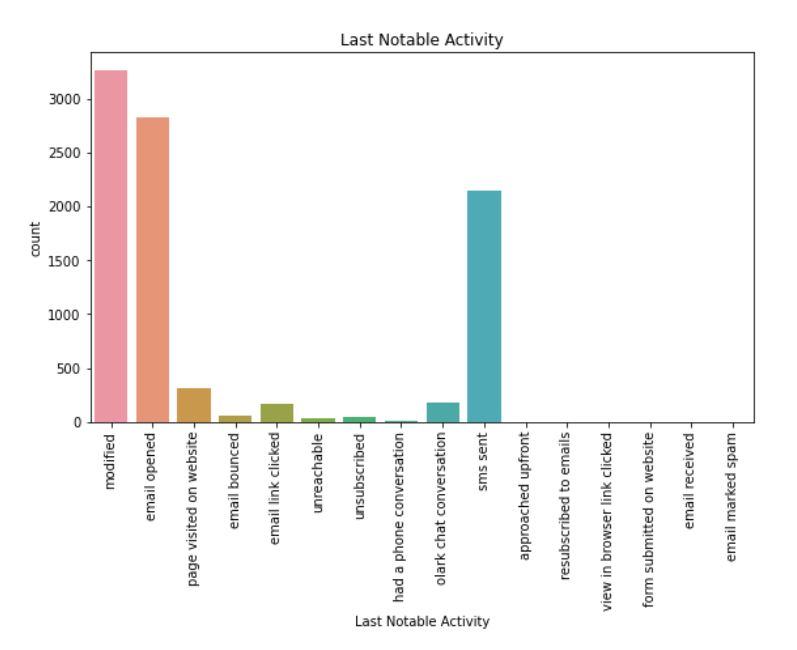 Last Notable Activity
3000
2500
2000
1500
1000
500
0
count
modified
email opened
page visited on website
email bounced
email link clicked
unreachable
unsubscribed
had a phone conversation
olark chat conversation
sms sent
approached upfront
resubscribed to emails
view in browser link clicked
form submitted on website
email received
email marked spam
Last Notable Activity